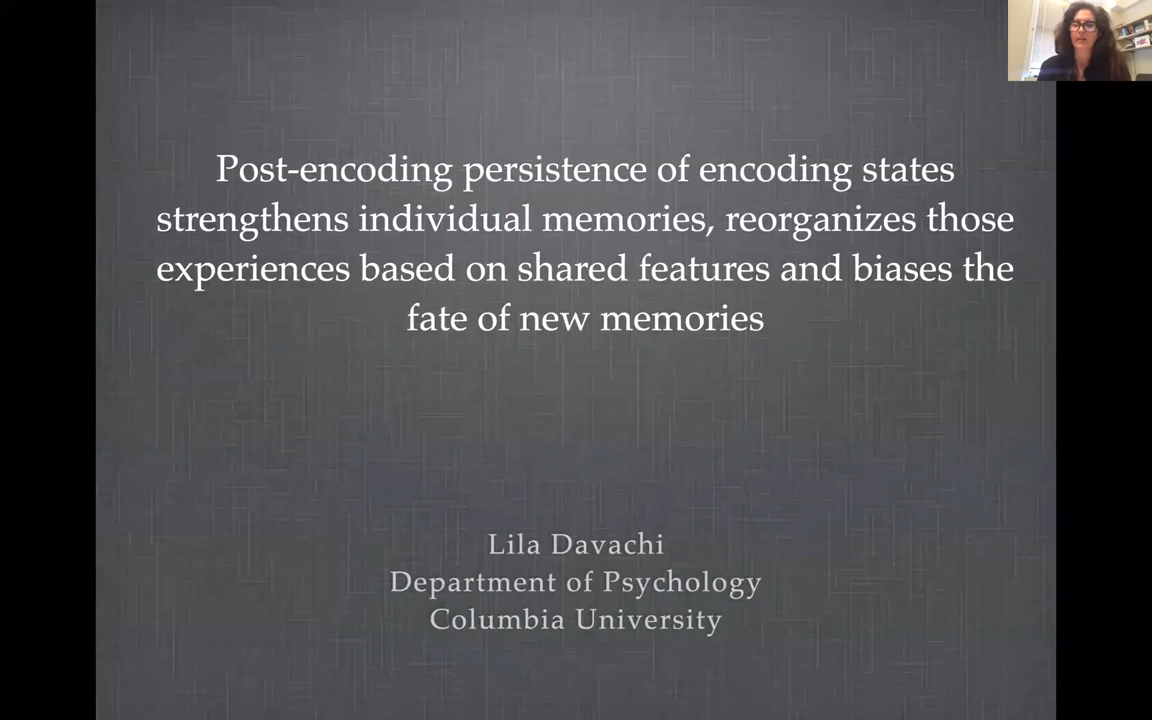 Post-encoding persistence of encoding states
strengthens individual memories, reorganizes those
experiences based on shared features and biases the
fate of new memories
Lila Davachi
Department of Psychology
Columbia University